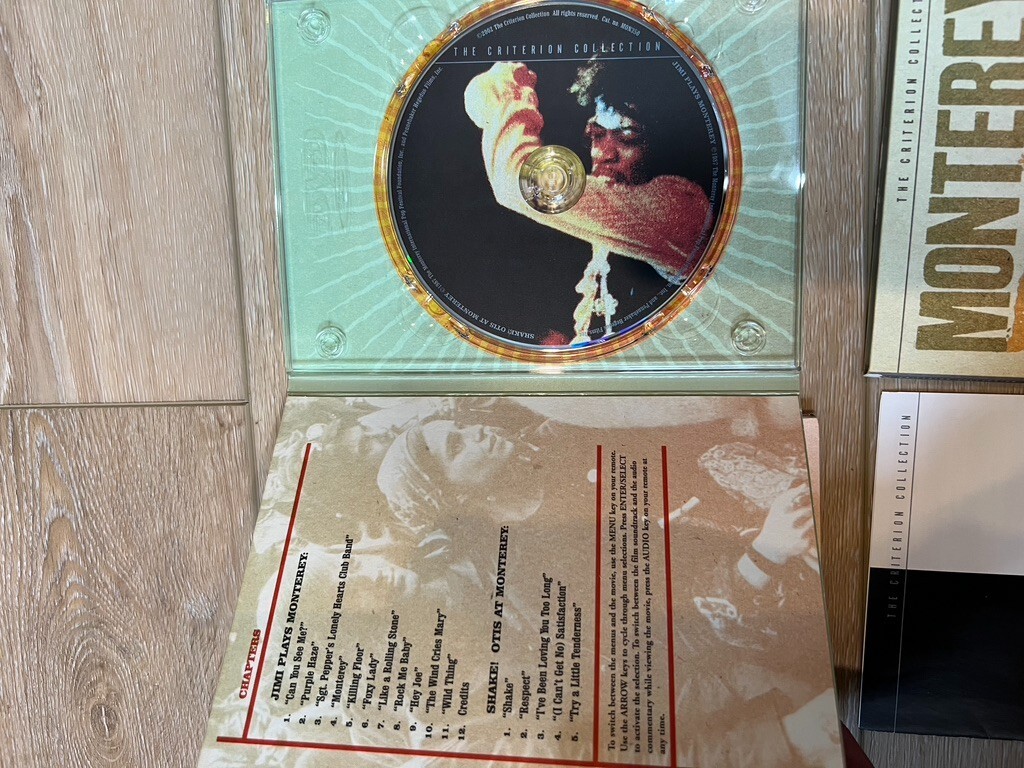 ©2002 The Criterion Collection All rights reserved. Cat. no.
THE CRITERION COLLECTION
JIMI PLAYS MONTEREY
SHAKE! OTIS AT MONTEREY
CHAPTERS
JIMI PLAYS MONTEREY:
1. "Can You See Me?"
2. "Purple Haze"
3. "Sgt. Pepper's Lonely Hearts Club Band"
4. "Monterey"
5. "Killing Floor"
6. "Foxy Lady"
7. "Like a Rolling Stone"
8. "Rock Me Baby"
9. "Hey Joe"
10. "The Wind Cries Mary"
11. "Wild Thing"
12. Credits
SHAKE! OTIS AT MONTEREY:
1. "Shake"
2. "Respect"
3. "I've Been Loving You Too Long"
4. "(I Can't Get No) Satisfaction"
5. "Try a Little Tenderness"
To switch between the menus and the movie, use the MENU key on your remote.
Use the ARROW keys to cycle through menu selections. Press ENTER/SELECT
to activate the selection. To switch between the film soundtrack and the audio
commentary while viewing the movie, press the AUDIO key on your remote at
any time.
THE CRITERION COLLECT
MONTEREY
THE CRITERION COLLECTION